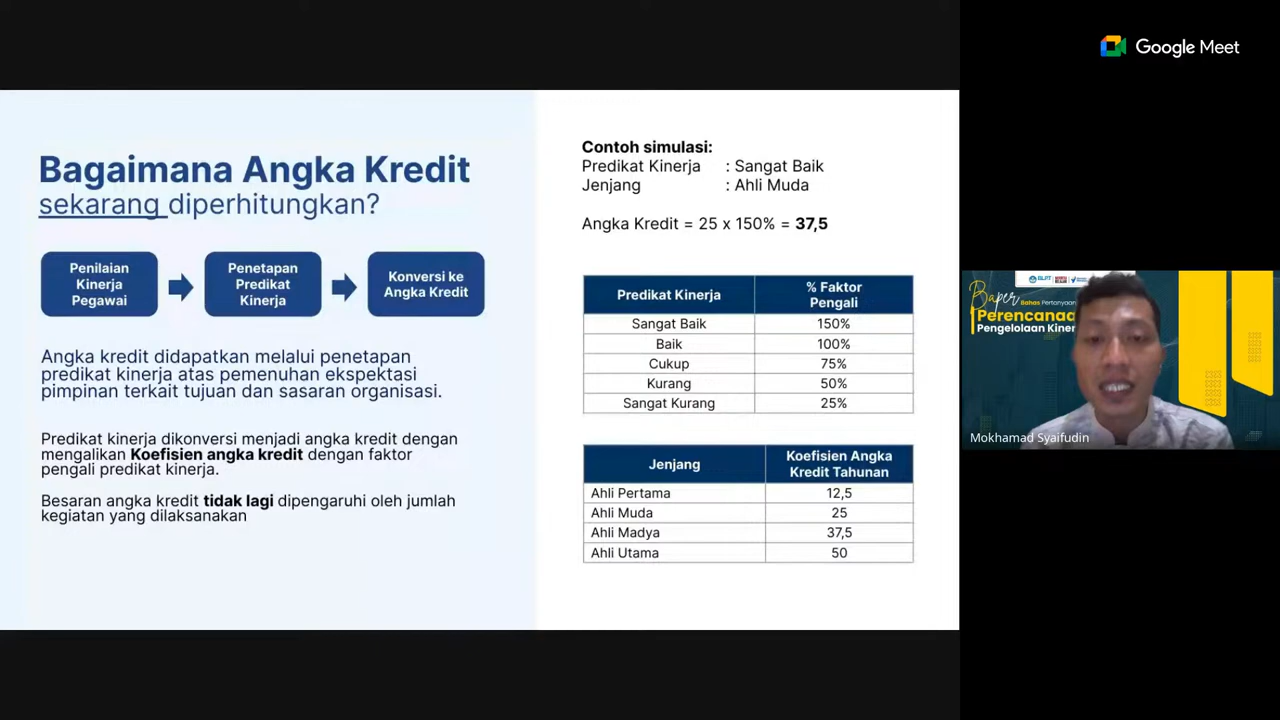 Google Meet
Bagaimana Angka Kredit
sekarang diperhitungkan?
Penilaian
Kinerja
Pegawai
Penetapan
Predikat
Kinerja
Konversi ke
Angka Kredit
Angka kredit didapatkan melalui penetapan
predikat kinerja atas pemenuhan ekspektasi
pimpinan terkait tujuan dan sasaran organisasi.
Predikat kinerja dikonversi menjadi angka kredit dengan
mengalikan Koefisien angka kredit dengan faktor
pengali predikat kinerja.
Besaran angka kredit tidak lagi dipengaruhi oleh jumlah
kegiatan yang dilaksanakan
Contoh simulasi:
Predikat Kinerja : Sangat Baik
Jenjang : Ahli Muda
Angka Kredit = 25 x 150% = 37,5
Predikat Kinerja % Faktor Pengali
Sangat Baik 150%
Baik 100%
Cukup 75%
Kurang 50%
Sangat Kurang 25%
Jenjang Koefisien Angka Kredit Tahunan
Ahli Pertama 12,5
Ahli Muda 25
Ahli Madya 37,5
Ahli Utama 50
Baper Bahan Pertanyaan
Perencanaa
Pengelolaan Kiner
Mokhamad Syaifudin